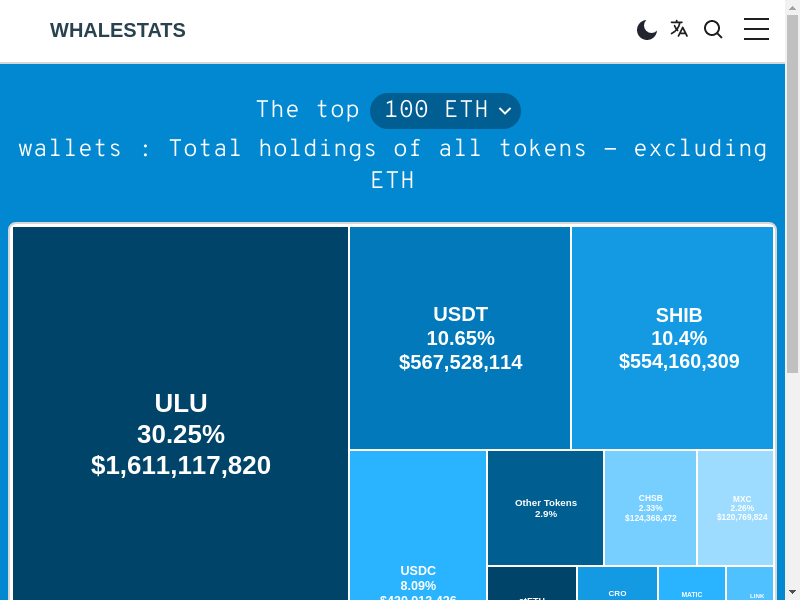 WHALESTATS
The top 100 ETH
wallets : Total holdings of all tokens – excluding
ETH
ULU
30.25%
$1,611,117,820
USDT
10.65%
$567,528,114
SHIB
10.4%
$554,160,309
USDC
8.09%
Other Tokens
2.9%
CHSB
2.33%
$124,368,472
MXC
2.26%
$120,769,824
stETH
CRO
MATIC
LINK